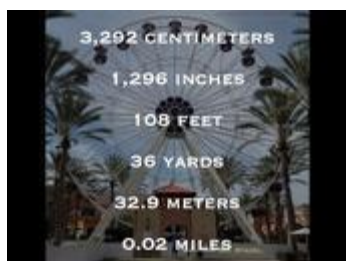 3,292 CENTIMETERS
1,296 INCHES
108 FEET
36 YARDS
32.9 METERS
0.02 MILES